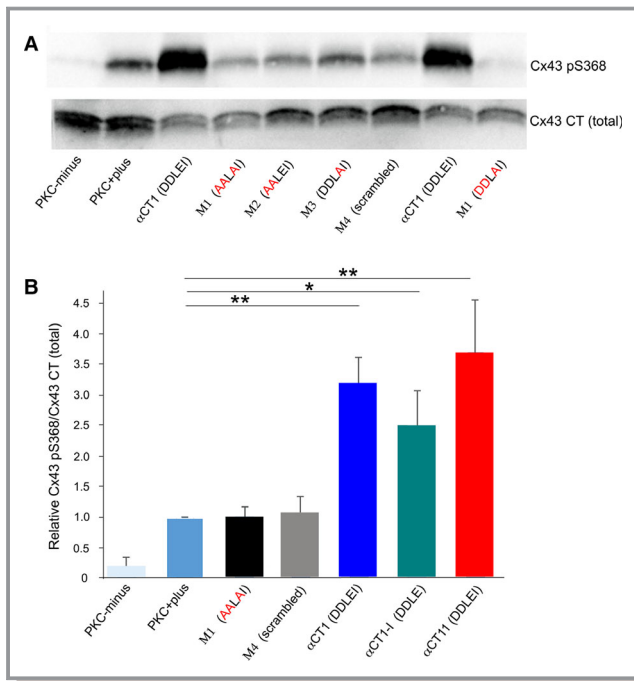 A
Cx43 pS368
Cx43 CT (total)
PKC-minus
PKC+plus
αCT1 (DDLEI)
M1 (AALAI)
M2 (AALEI)
M3 (DDLAI)
M4 (scrambled)
αCT1 (DDLEI)
M1 (DDLAI)
B
**
*
**
4.5
4.0
3.5
3.0
2.5
2.0
1.5
1.0
0.5
0
Relative Cx43 pS368/Cx43 CT (total)
PKC-minus
PKC+plus
M1 (AALAI)
M4 (scrambled)
αCT1 (DDLEI)
αCT1-I (DDLE)
αCT11 (DDLEI)